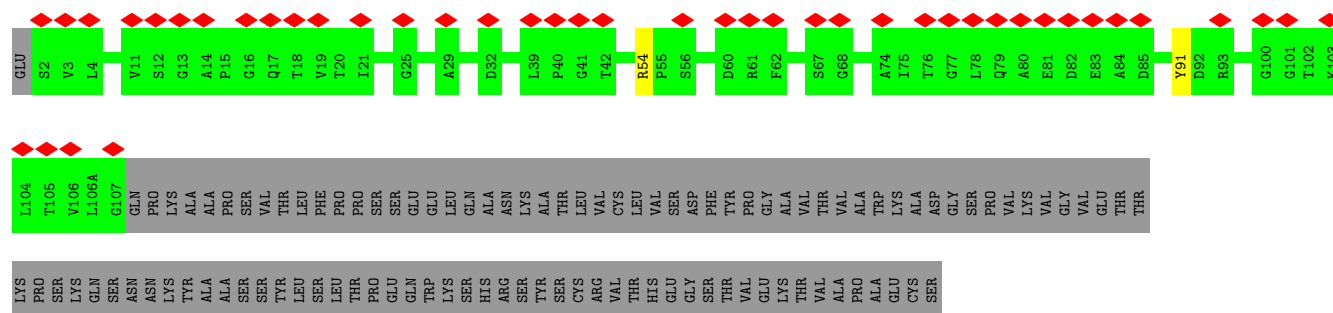 GLU S2 V3 L4 V11 S12 G13 A14 P15 G16 Q17 T18 V19 T20 I21 G25 A29 D32 L39 P40 G41 T42 R54 P55 S56 D60 R61 F62 S67 G68 A74 I75 T76 G77 L78 Q79 A80 E81 D82 E83 A84 D85 Y91 D92 R93 G100 G101 T102 K103
L104 T105 V106 L106A G107 GLN PRO LYS ALA ALA PRO SER VAL THR LEU PHE PRO PRO SER SER GLU GLU LEU GLN ALA ASN LYS ALA THR LEU VAL CYS LEU VAL SER ASP PHE TYR PRO GLY ALA VAL THR VAL ALA TRP LYS ALA ASP GLY SER PRO VAL LYS VAL GLY VAL GLU THR THR
LYS PRO SER LYS GLN SER ASN ASN LYS TYR ALA ALA SER SER TYR LEU SER LEU THR PRO GLU GLN TRP LYS SER HIS ARG SER TYR SER CYS ARG VAL THR HIS GLU GLY SER THR VAL GLU LYS THR VAL ALA PRO ALA GLU CYS SER